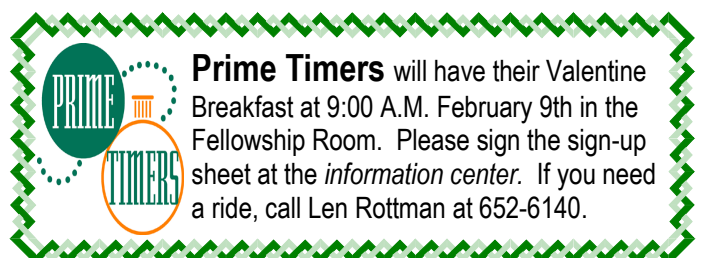 PRIME
TIMERS
Prime Timers will have their Valentine
Breakfast at 9:00 A.M. February 9th in the
Fellowship Room.  Please sign the sign-up
sheet at the information center.  If you need
a ride, call Len Rottman at 652-6140.